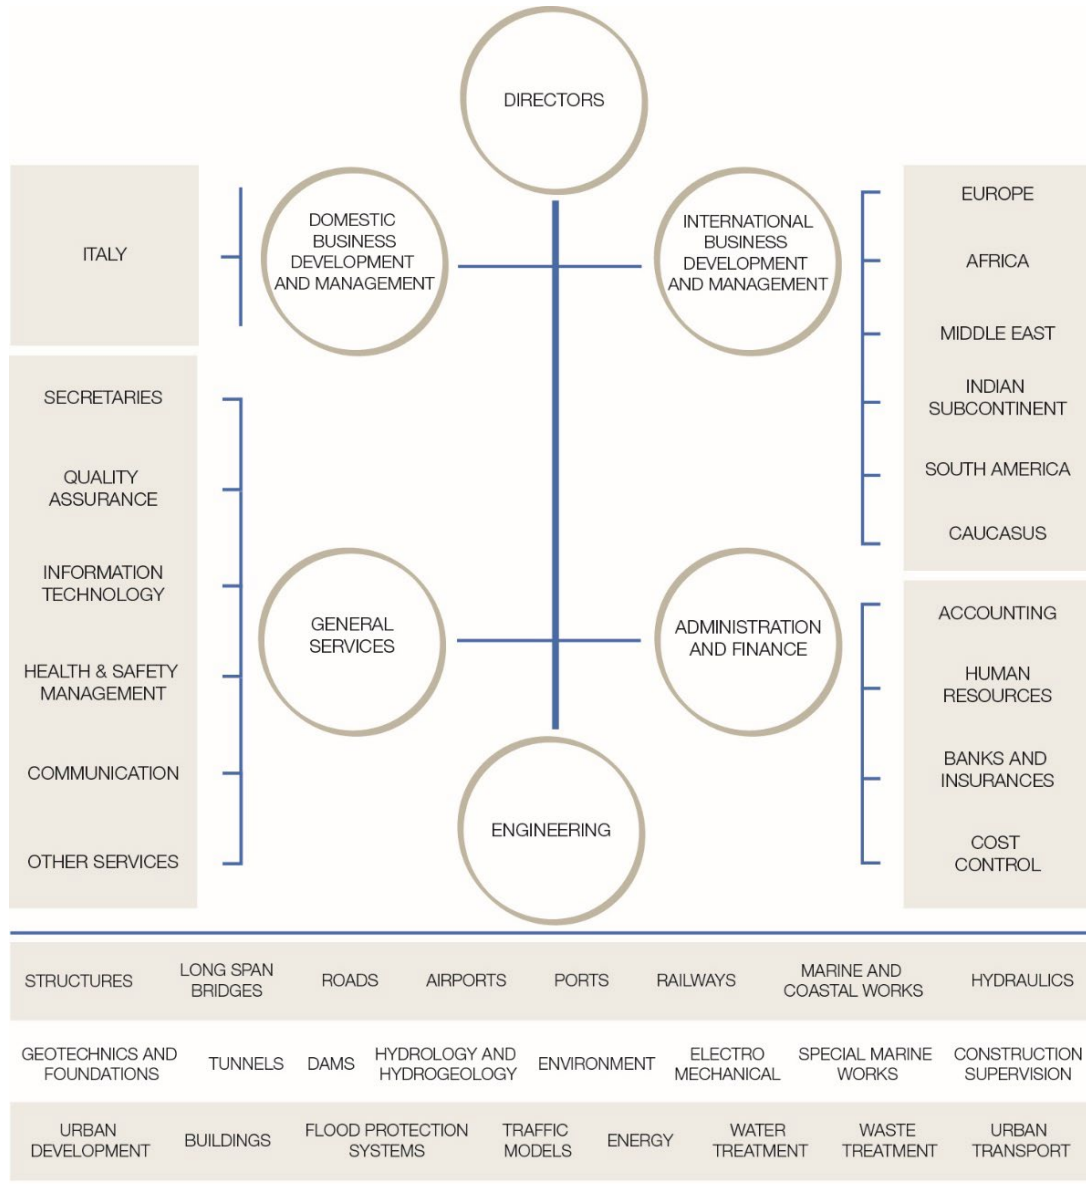 DIRECTORS
DOMESTIC
BUSINESS
DEVELOPMENT
AND MANAGEMENT
INTERNATIONAL
BUSINESS
DEVELOPMENT
AND MANAGEMENT
ITALY
EUROPE
AFRICA
MIDDLE EAST
INDIAN
SUBCONTINENT
SOUTH AMERICA
CAUCASUS
SECRETARIES
QUALITY
ASSURANCE
INFORMATION
TECHNOLOGY
HEALTH & SAFETY
MANAGEMENT
COMMUNICATION
OTHER SERVICES
GENERAL
SERVICES
ADMINISTRATION
AND FINANCE
ACCOUNTING
HUMAN
RESOURCES
BANKS AND
INSURANCES
COST
CONTROL
ENGINEERING
STRUCTURES
LONG SPAN
BRIDGES
ROADS
AIRPORTS
PORTS
RAILWAYS
MARINE AND
COASTAL WORKS
HYDRAULICS
GEOTECHNICS AND
FOUNDATIONS
TUNNELS
DAMS
HYDROLOGY AND
HYDROGEOLOGY
ENVIRONMENT
ELECTRO
MECHANICAL
SPECIAL MARINE
WORKS
CONSTRUCTION
SUPERVISION
URBAN
DEVELOPMENT
BUILDINGS
FLOOD PROTECTION
SYSTEMS
TRAFFIC
MODELS
ENERGY
WATER
TREATMENT
WASTE
TREATMENT
URBAN
TRANSPORT